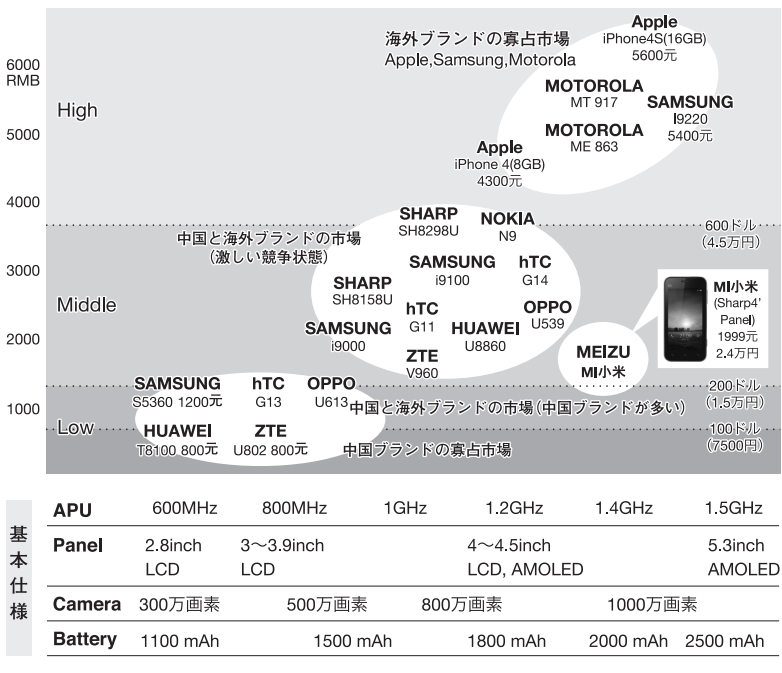 海外ブランドの寡占市場
Apple,Samsung,Motorola
Apple
iPhone4S(16GB)
5600元
6000
RMB
MOTOROLA
MT 917
SAMSUNG
I9220
5400元
High
5000
MOTOROLA
ME 863
Apple
iPhone 4(8GB)
4300元
4000
SHARP
SH8298U
NOKIA
N9
600ドル
(4.5万円)
中国と海外ブランドの市場
(激しい競争状態)
3000
SAMSUNG
i9100
hTC
G14
SHARP
SH8158U
MI小米
(Sharp4’
Panel)
1999元
2.4万円
Middle
hTC
G11
OPPO
U539
2000
SAMSUNG
i9000
HUAWEI
U8860
ZTE
V960
MEIZU
MI小米
200ドル
(1.5万円)
SAMSUNG
S5360 1200元
hTC
G13
OPPO
U613
中国と海外ブランドの市場(中国ブランドが多い)
1000
Low
100ドル
(7500円)
HUAWEI
T8100 800元
ZTE
U802 800元
中国ブランドの寡占市場
基本仕様
APU 600MHz 800MHz 1GHz 1.2GHz 1.4GHz 1.5GHz
Panel 2.8inch 3〜3.9inch 4〜4.5inch 5.3inch
LCD LCD LCD, AMOLED AMOLED
Camera 300万画素 500万画素 800万画素 1000万画素
Battery 1100 mAh 1500 mAh 1800 mAh 2000 mAh 2500 mAh